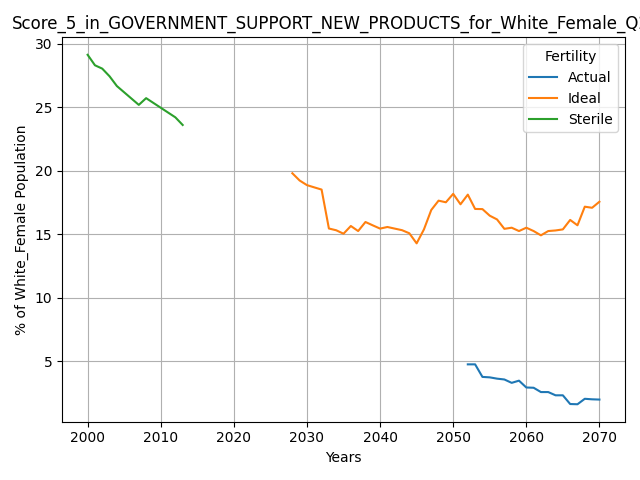 Score_5_in_GOVERNMENT_SUPPORT_NEW_PRODUCTS_for_White_Female_Q
Fertility
Actual
Ideal
Sterile
% of White_Female Population
30
25
20
15
10
5
2000 2010 2020 2030 2040 2050 2060 2070
Years